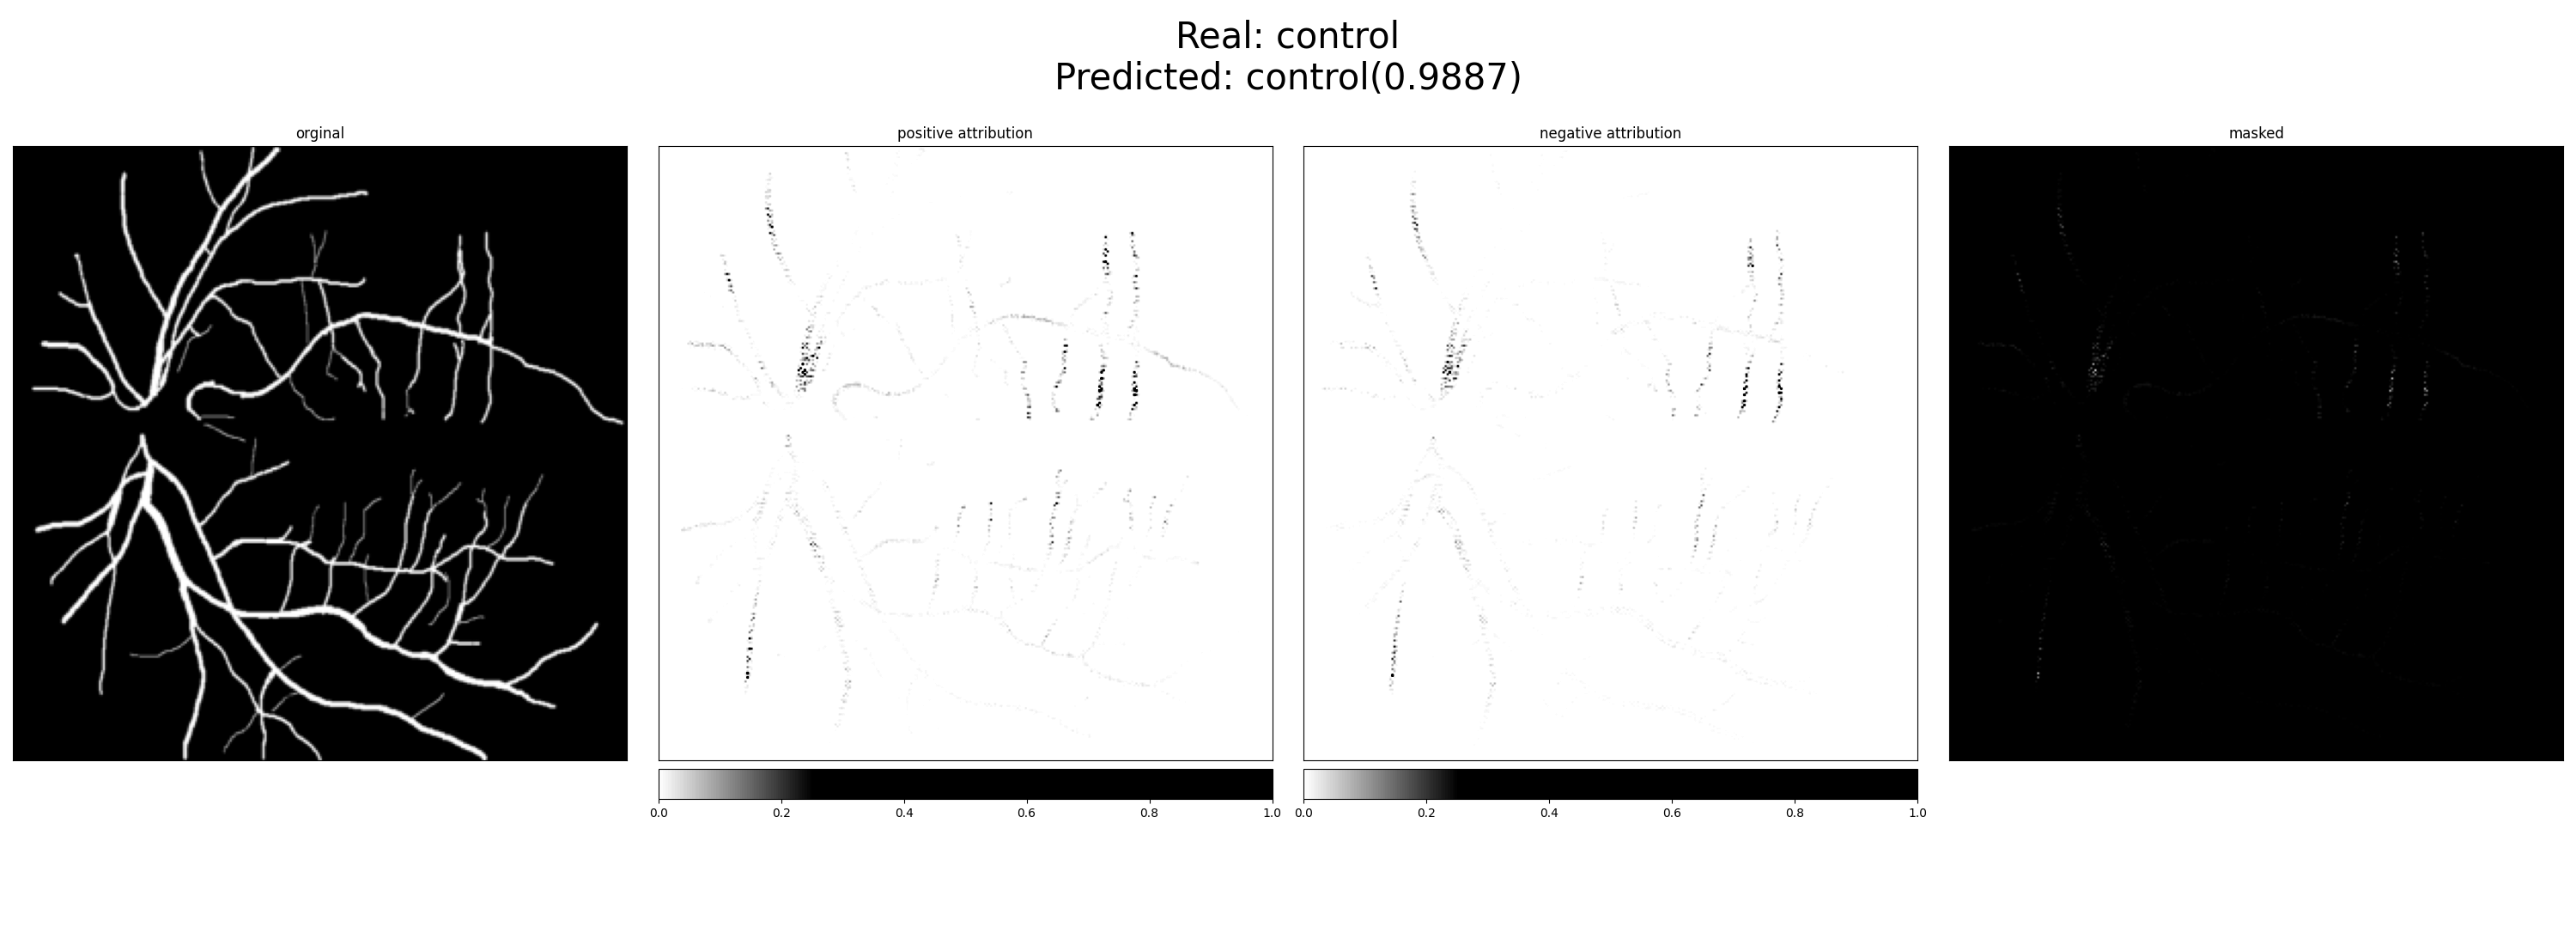 Real: control
Predicted: control(0.9887)
orginal
positive attribution
negative attribution
masked
0.0 0.2 0.4 0.6 0.8 1.0
0.0 0.2 0.4 0.6 0.8 1.0